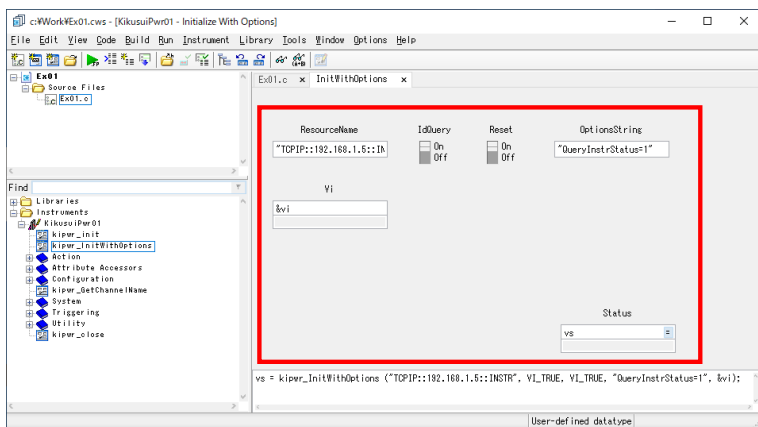 c:¥Work¥Ex01.cws - [KikusuiPwr01 - Initialize With Options]
File Edit View Code Build Run Instrument Library Tools Window Options Help
Ex01
Source Files
Ex01.c
Ex01.c x InitWithOptions x
ResourceName IdQuery Reset OptionsString
"TCPIP::192.168.1.5::IN On Off On Off "QueryInstrStatus=1"
Vi
&vi
Status
vs
Find
Libraries
Instruments
KikusuiPwr01
kipwr_init
kipwr_InitWithOptions
Action
Attribute Accessors
Configuration
kipwr_GetChannelName
System
Triggering
Utility
kipwr_close
vs = kipwr_InitWithOptions ("TCPIP::192.168.1.5::INSTR", VI_TRUE, VI_TRUE, "QueryInstrStatus=1", &vi);
User-defined datatype